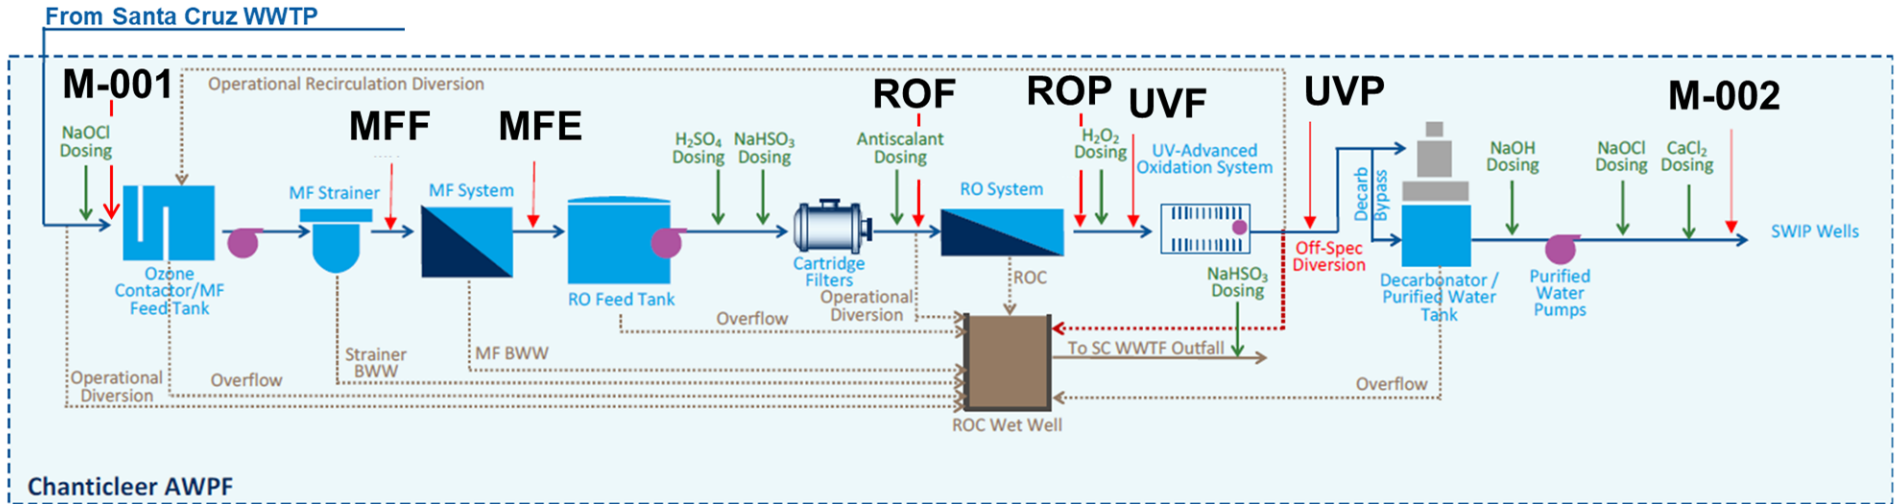 From Santa Cruz WWTP
M-001
Operational Recirculation Diversion
NaOCl
Dosing
MFF
MFE
ROF
ROP
UVF
UVP
M-002
H₂SO₄
Dosing
NaHSO₃
Dosing
Antiscalant
Dosing
H₂O₂
Dosing
UV-Advanced
Oxidation System
Decarb
Bypass
NaOH
Dosing
NaOCl
Dosing
CaCl₂
Dosing
MF Strainer
MF System
RO System
SWIP Wells
Ozone
Contactor/MF
Feed Tank
RO Feed Tank
Cartridge
Filters
Operational
Diversion
ROC
NaHSO₃
Dosing
Off-Spec
Diversion
Decarbonator /
Purified Water
Tank
Purified
Water
Pumps
Overflow
Strainer
BWW
MF BWW
To SC WWTF Outfall
Operational
Diversion
Overflow
Overflow
ROC Wet Well
Chanticleer AWPF